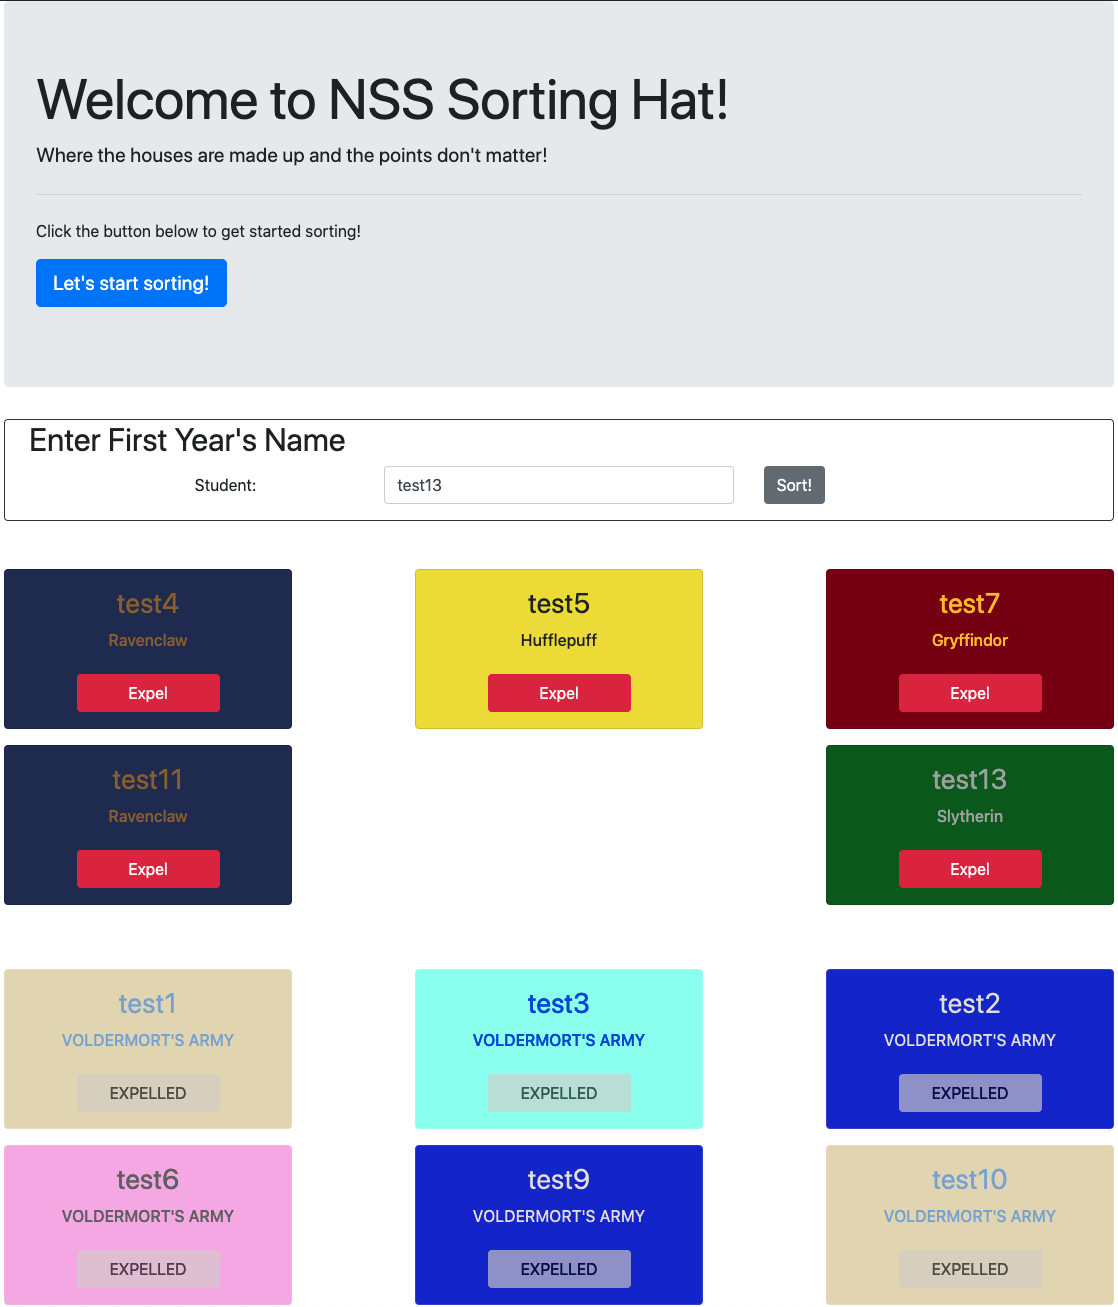 Welcome to NSS Sorting Hat!
Where the houses are made up and the points don't matter!
Click the button below to get started sorting!
Let's start sorting!
Enter First Year's Name
Student: test13 Sort!
test4 test5 test7
Ravenclaw Hufflepuff Gryffindor
Expel Expel Expel
test11 test13
Ravenclaw Slytherin
Expel Expel
test1 test3 test2
VOLDERMORT'S ARMY VOLDERMORT'S ARMY VOLDERMORT'S ARMY
EXPELLED EXPELLED EXPELLED
test6 test9 test10
VOLDERMORT'S ARMY VOLDERMORT'S ARMY VOLDERMORT'S ARMY
EXPELLED EXPELLED EXPELLED